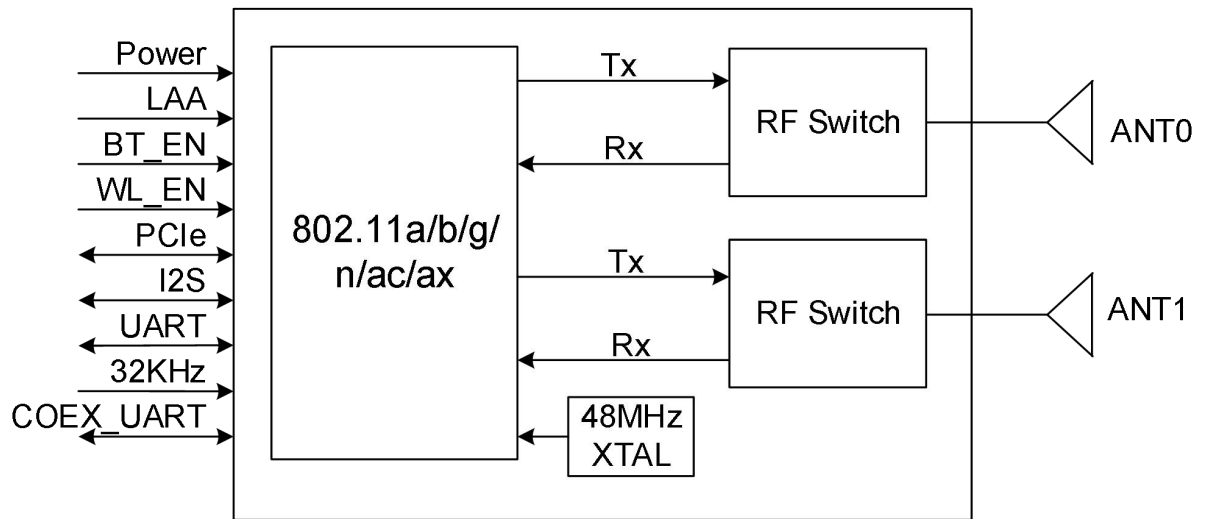 Power
LAA
BT_EN
WL_EN
PCIe
I2S
UART
32KHz
COEX_UART
802.11a/b/g/
n/ac/ax
Tx
Rx
Tx
Rx
48MHz
XTAL
RF Switch
RF Switch
ANT0
ANT1